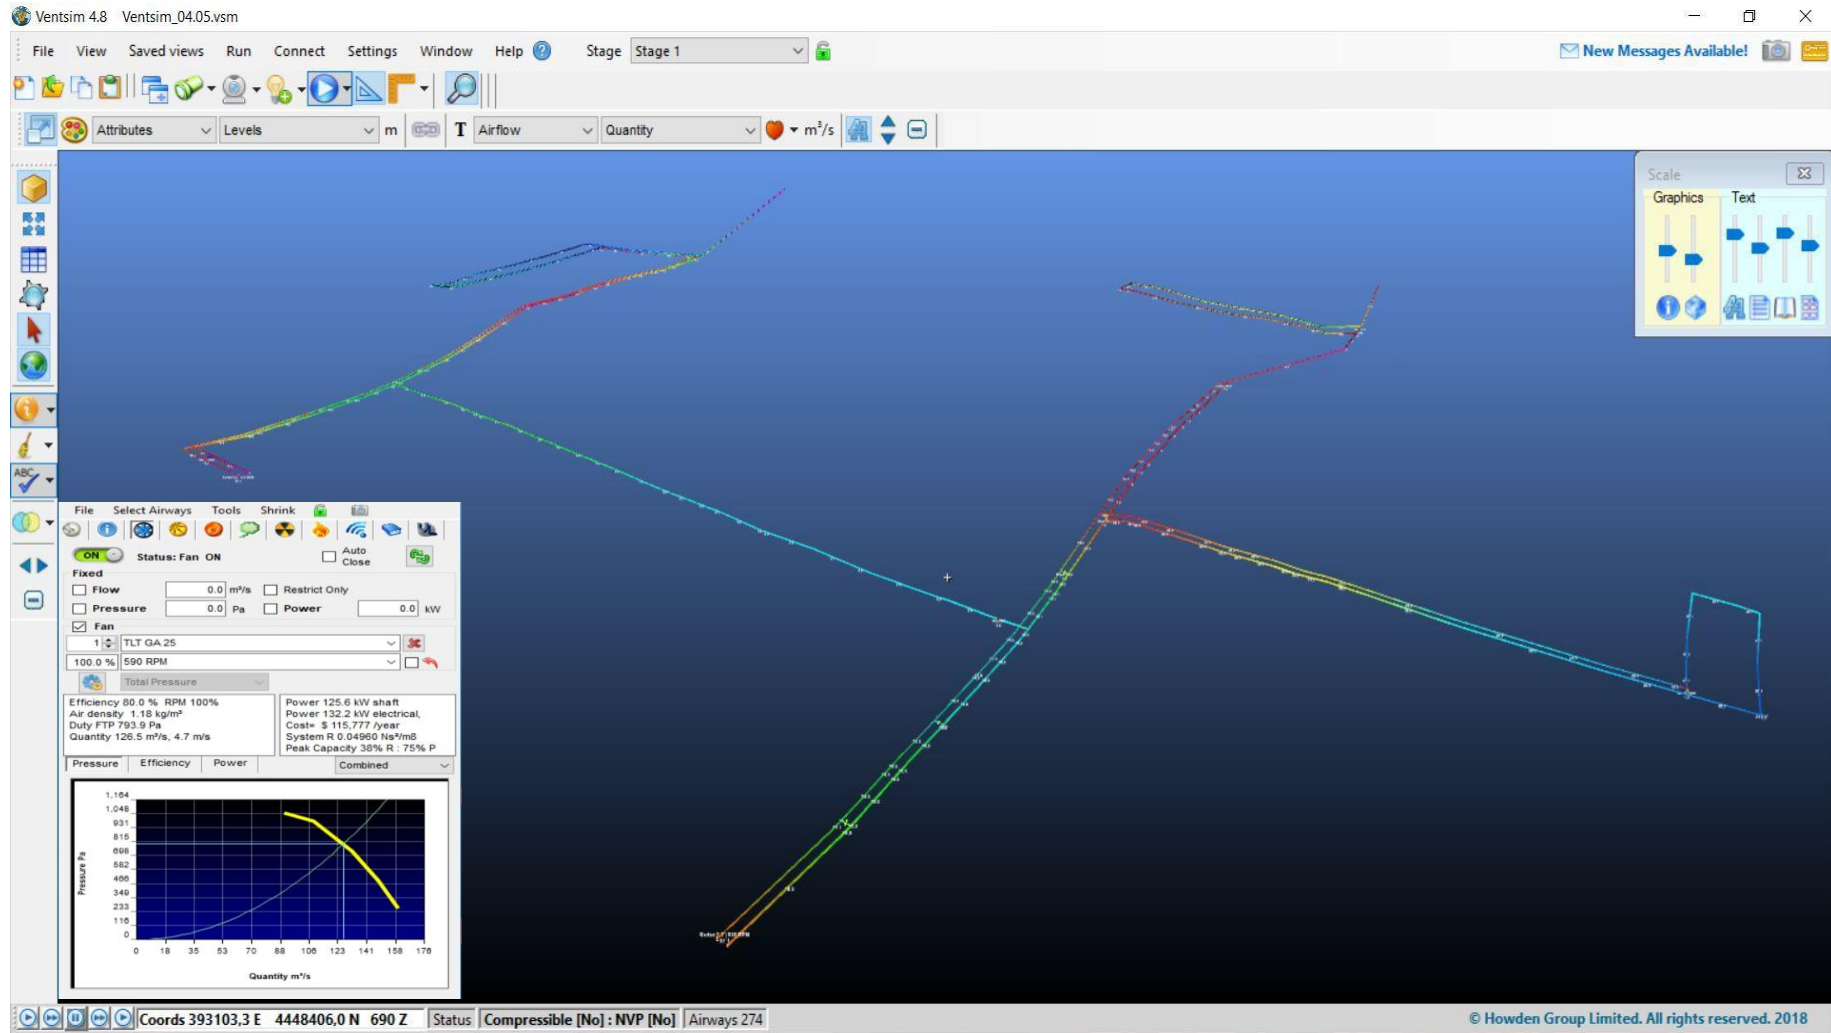 Ventsim 4.8 Ventsim_04.05.vsm
File View Saved views Run Connect Settings Window Help Stage Stage 1 New Messages Available!
Attributes Levels m T Airflow Quantity m³/s
Scale
Graphics Text
ABC
File Select Airways Tools Shrink
ON Status: Fan ON Auto Close
Fixed
Flow 0.0 m³/s Restrict Only
Pressure 0.0 Pa Power 0.0 kW
Fan
1 TLT GA 25
100.0 % 590 RPM
Total Pressure
Efficiency 80.0 % RPM 100%
Air density 1.18 kg/m³
Duty FTP 793.9 Pa
Quantity 126.5 m³/s, 4.7 m/s
Power 125.6 kW shaft
Power 132.2 kW electrical,
Cost= $ 115,777 /year
System R 0.04960 Ns²/m8
Peak Capacity 38% R : 75% P
Pressure Efficiency Power Combined
1,164
1,048
931
815
698
582
466
349
233
116
0
Pressure Pa
0 18 35 53 70 88 106 123 141 158 176
Quantity m³/s
Coords 393103,3 E 4448406,0 N 690 Z Status Compressible [No] : NVP [No] Airways 274
© Howden Group Limited. All rights reserved. 2018